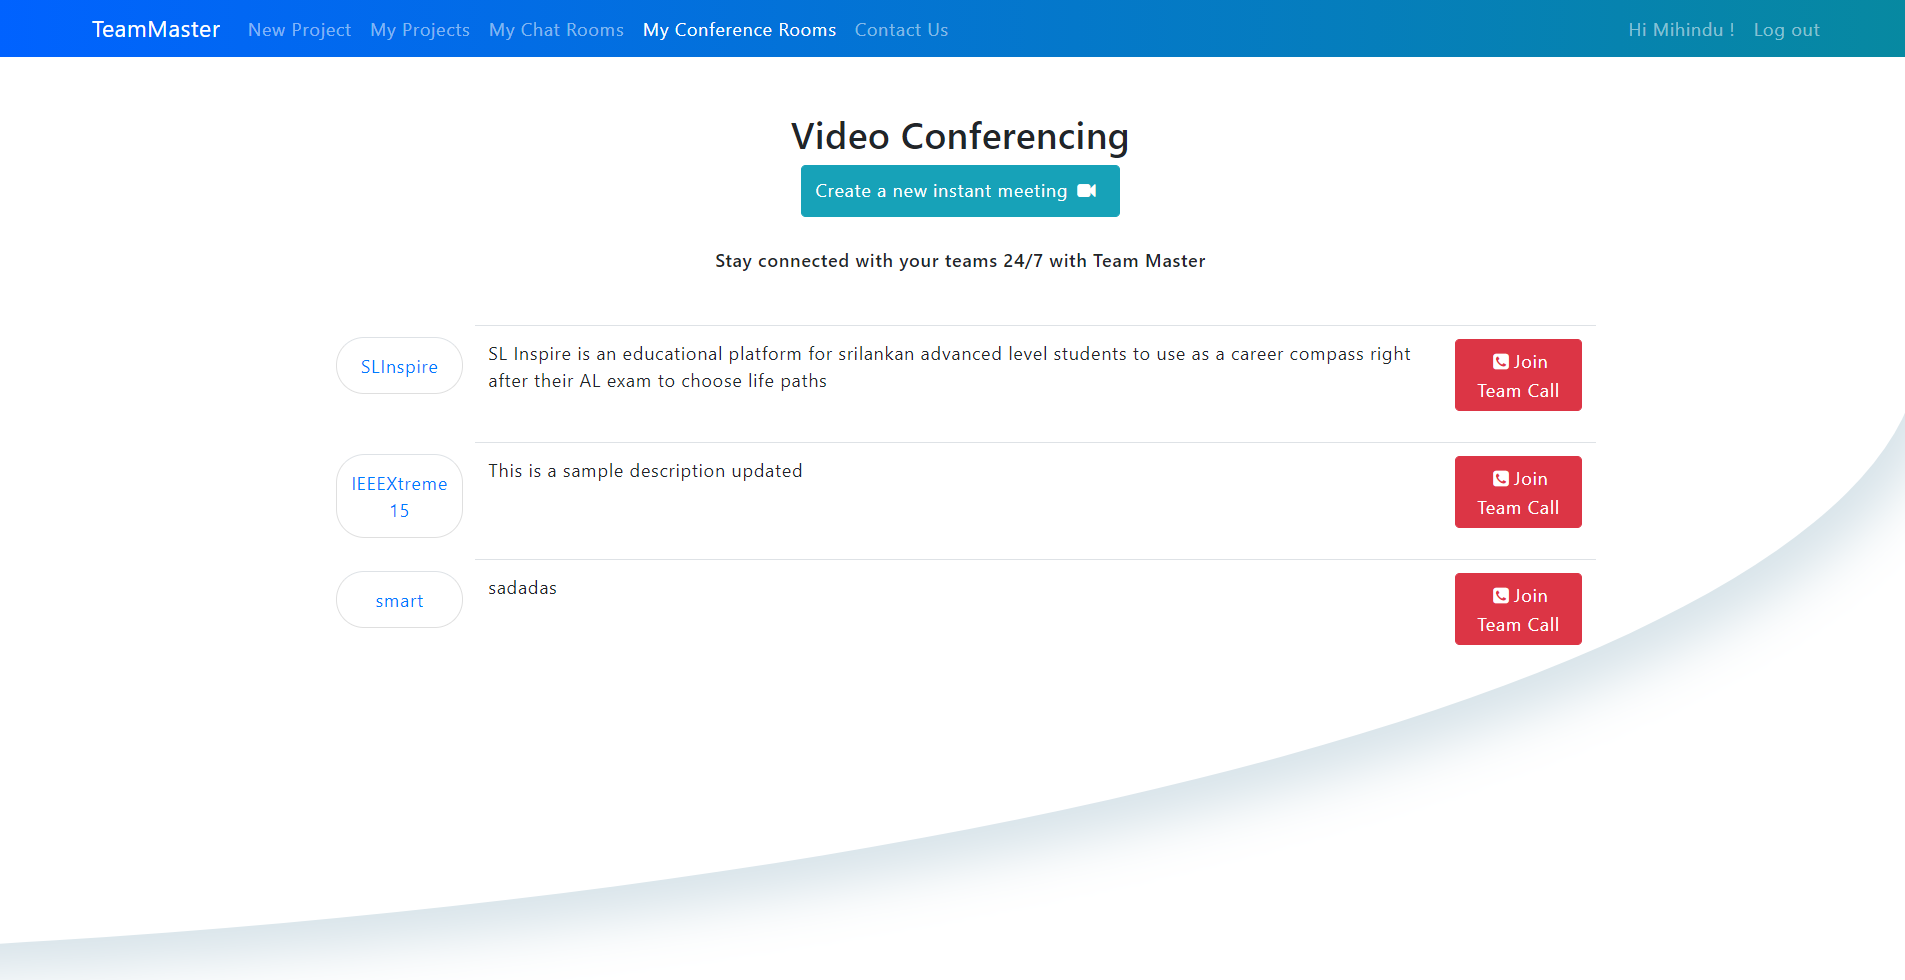 TeamMaster New Project My Projects My Chat Rooms My Conference Rooms Contact Us Hi Mihindu ! Log out
Video Conferencing
Create a new instant meeting
Stay connected with your teams 24/7 with Team Master
SLInspire
SL Inspire is an educational platform for srilankan advanced level students to use as a career compass right
after their AL exam to choose life paths
Join
Team Call
IEEEXtreme
15
This is a sample description updated
Join
Team Call
smart
sadadas
Join
Team Call